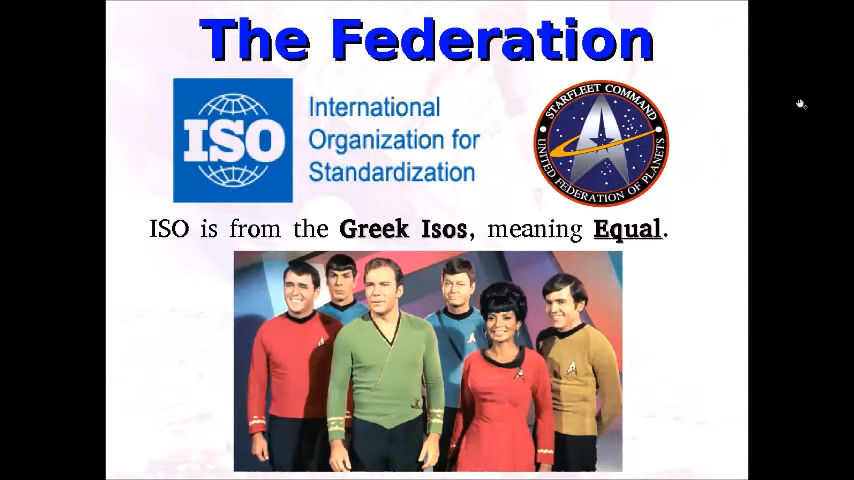 The Federation
ISO
International
Organization for
Standardization
STARFLEET COMMAND
UNITED FEDERATION OF PLANETS
ISO is from the Greek Isos, meaning Equal.